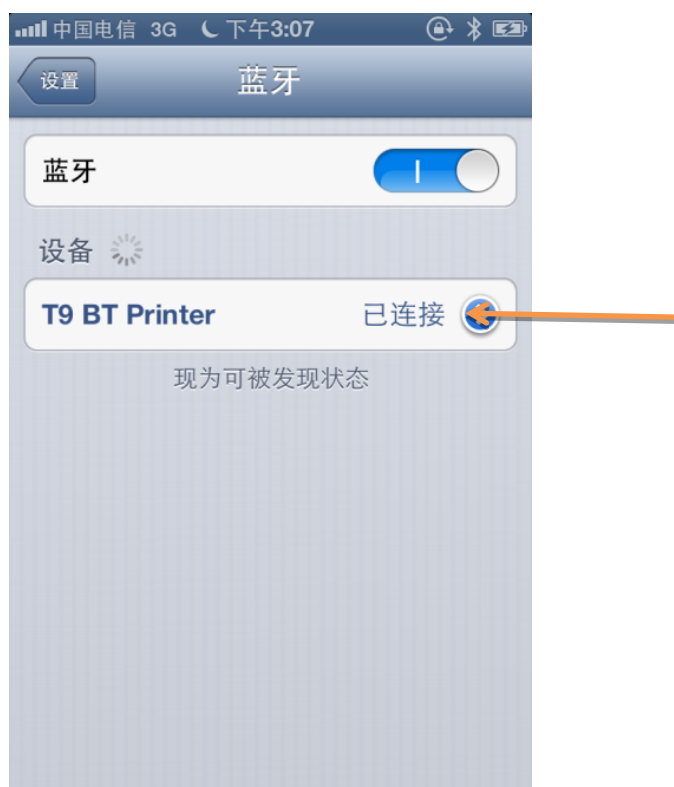 中国电信 3G 下午3:07
设置 蓝牙
蓝牙
设备
T9 BT Printer 已连接
现为可被发现状态